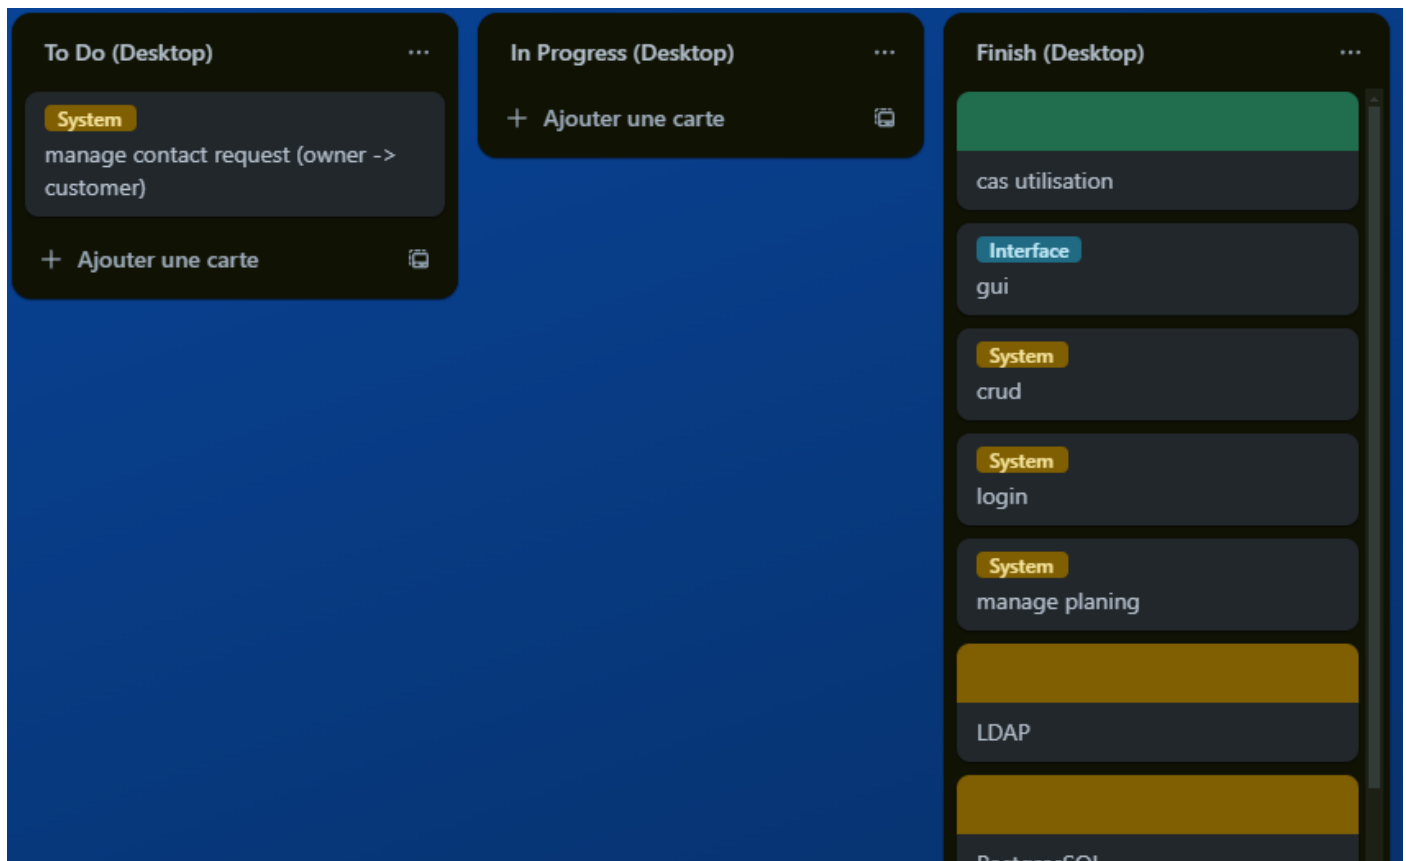 To Do (Desktop)
System
manage contact request (owner ->
customer)
Ajouter une carte
In Progress (Desktop)
Ajouter une carte
Finish (Desktop)
cas utilisation
Interface
gui
System
crud
System
login
System
manage planing
LDAP